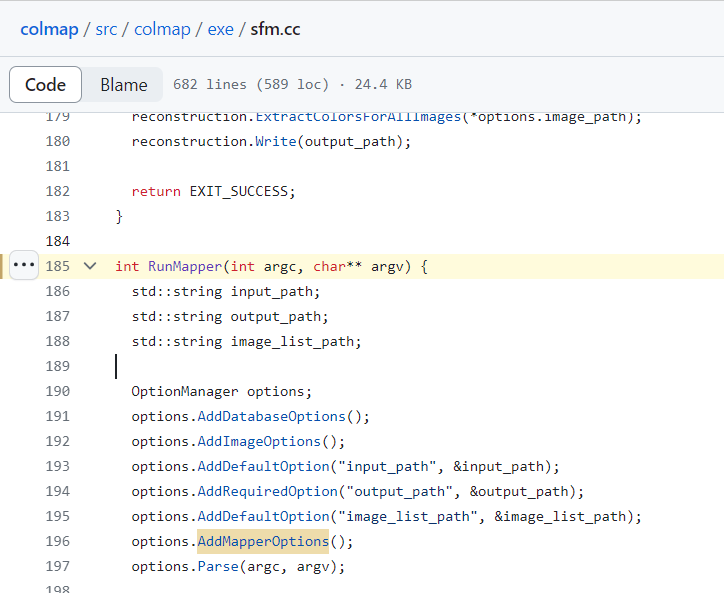 colmap / src / colmap / exe / sfm.cc
Code Blame 682 lines (589 loc) · 24.4 KB
179 reconstruction.ExtractColorsForAllImages(*options.image_path);
180 reconstruction.Write(output_path);
181
182 return EXIT_SUCCESS;
183 }
184
185 int RunMapper(int argc, char** argv) {
186 std::string input_path;
187 std::string output_path;
188 std::string image_list_path;
189
190 OptionManager options;
191 options.AddDatabaseOptions();
192 options.AddImageOptions();
193 options.AddDefaultOption("input_path", &input_path);
194 options.AddRequiredOption("output_path", &output_path);
195 options.AddDefaultOption("image_list_path", &image_list_path);
196 options.AddMapperOptions();
197 options.Parse(argc, argv);
198